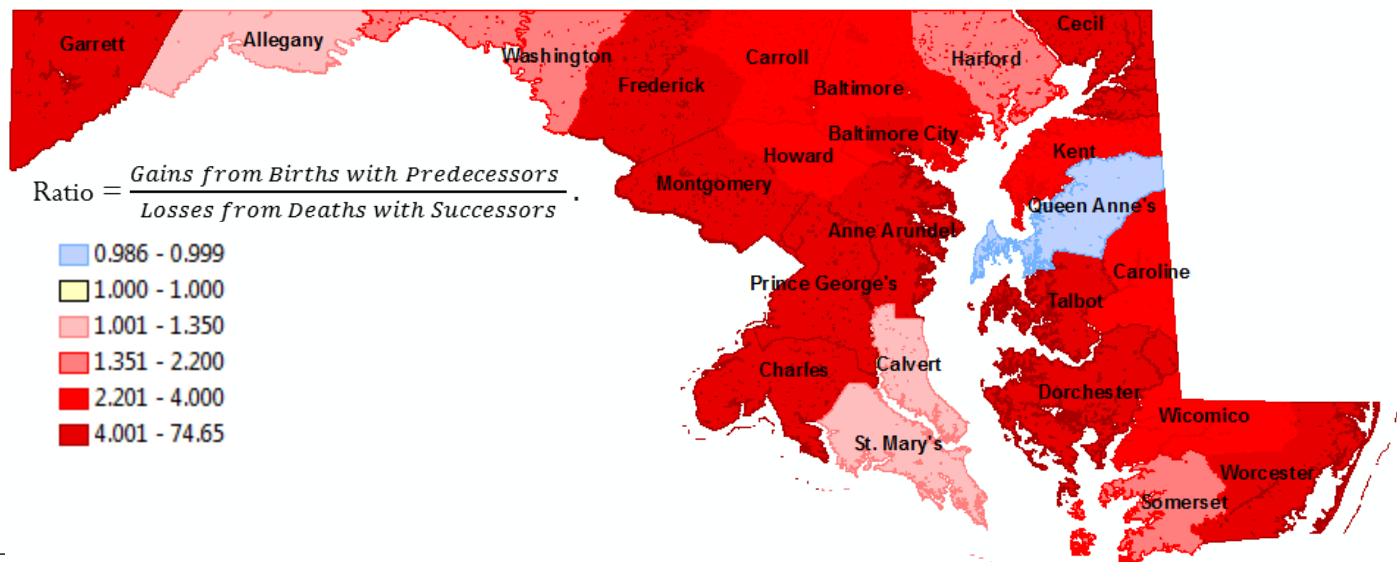 Cecil
Garrett
Allegany
Washington
Carroll
Harford
Frederick
Baltimore
Baltimore City
Howard
Kent
Montgomery
Ratio = Gains from Births with Predecessors
Losses from Deaths with Successors .
Queen Anne's
Anne Arundel
0.986 - 0.999
Caroline
1.000 - 1.000
Prince George's
Talbot
1.001 - 1.350
1.351 - 2.200
Calvert
Charles
2.201 - 4.000
Dorchester
Wicomico
4.001 - 74.65
St. Mary's
Worcester
Somerset